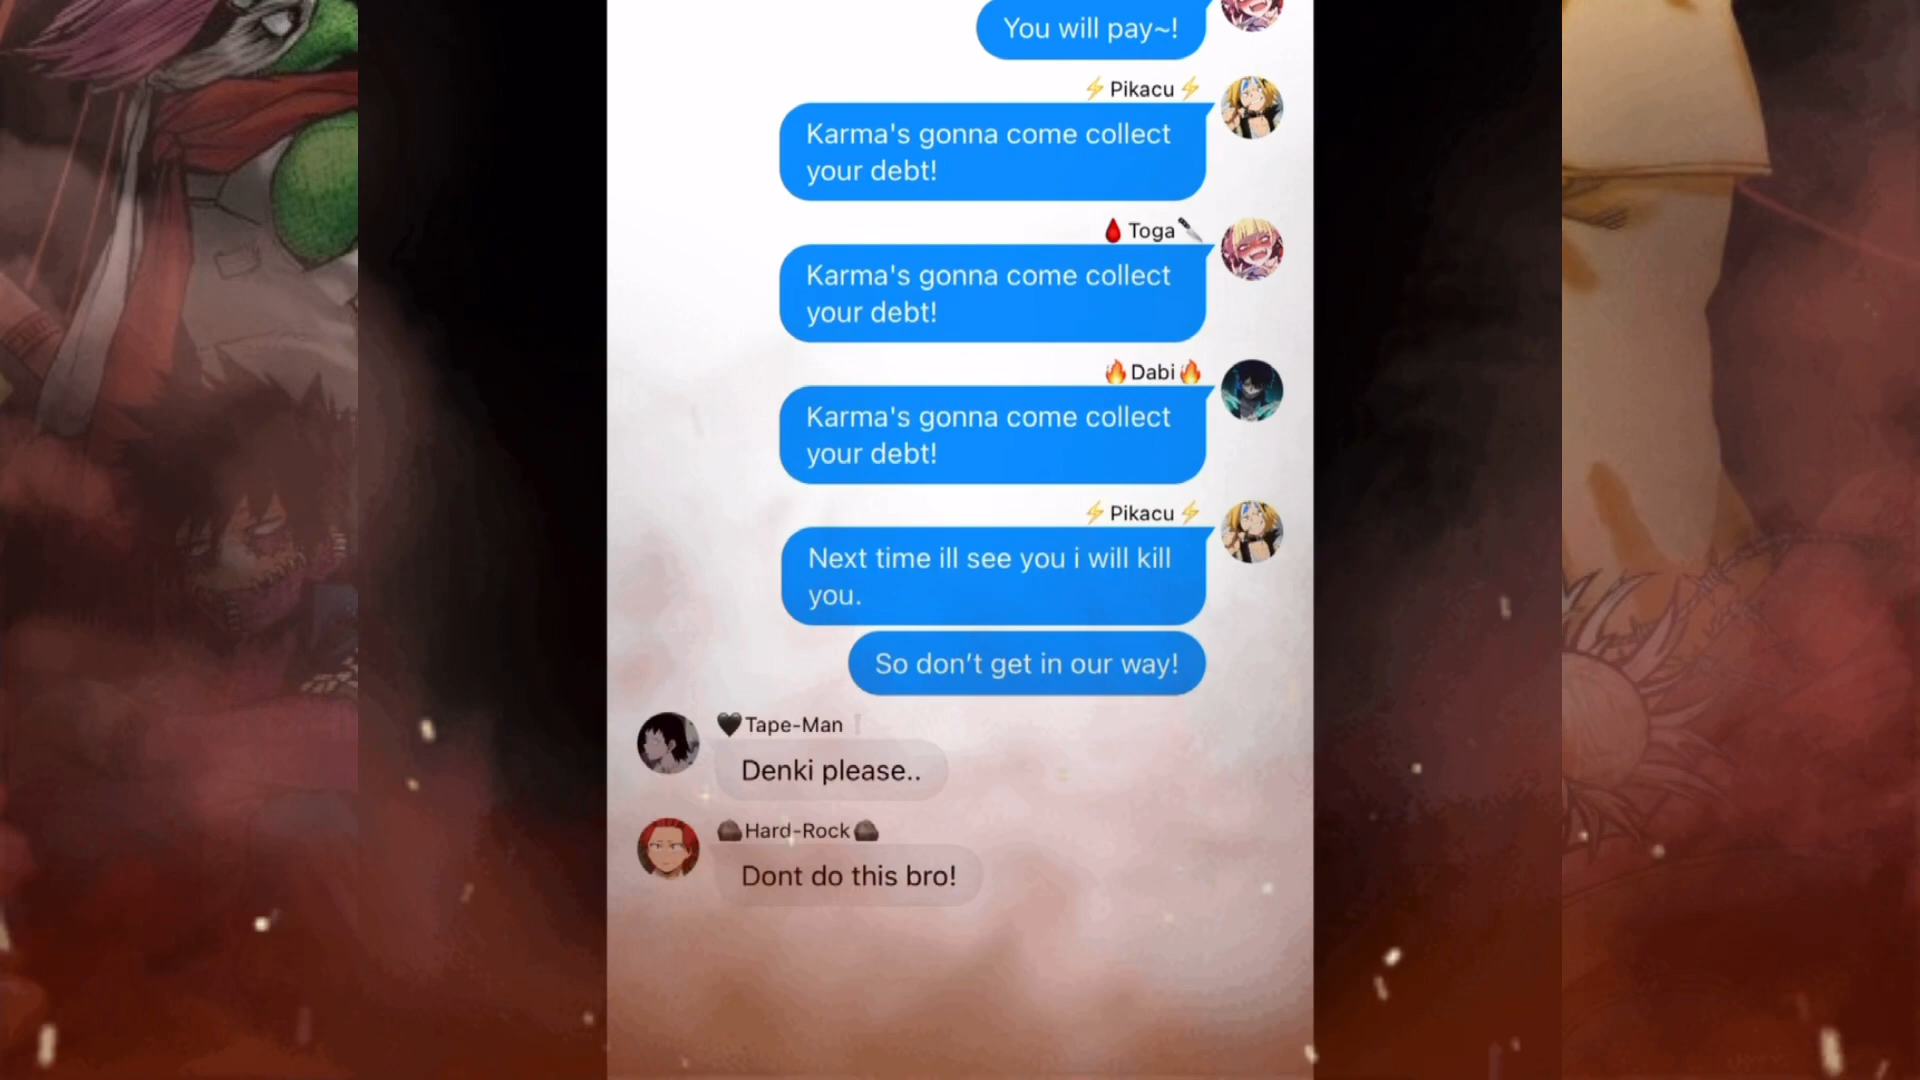 You will pay~!
⚡Pikacu⚡
Karma's gonna come collect
your debt!
🩸Toga🔪
Karma's gonna come collect
your debt!
🔥Dabi🔥
Karma's gonna come collect
your debt!
⚡Pikacu⚡
Next time ill see you i will kill
you.
So don’t get in our way!
🖤Tape-Man
Denki please..
🪨Hard-Rock🪨
Dont do this bro!